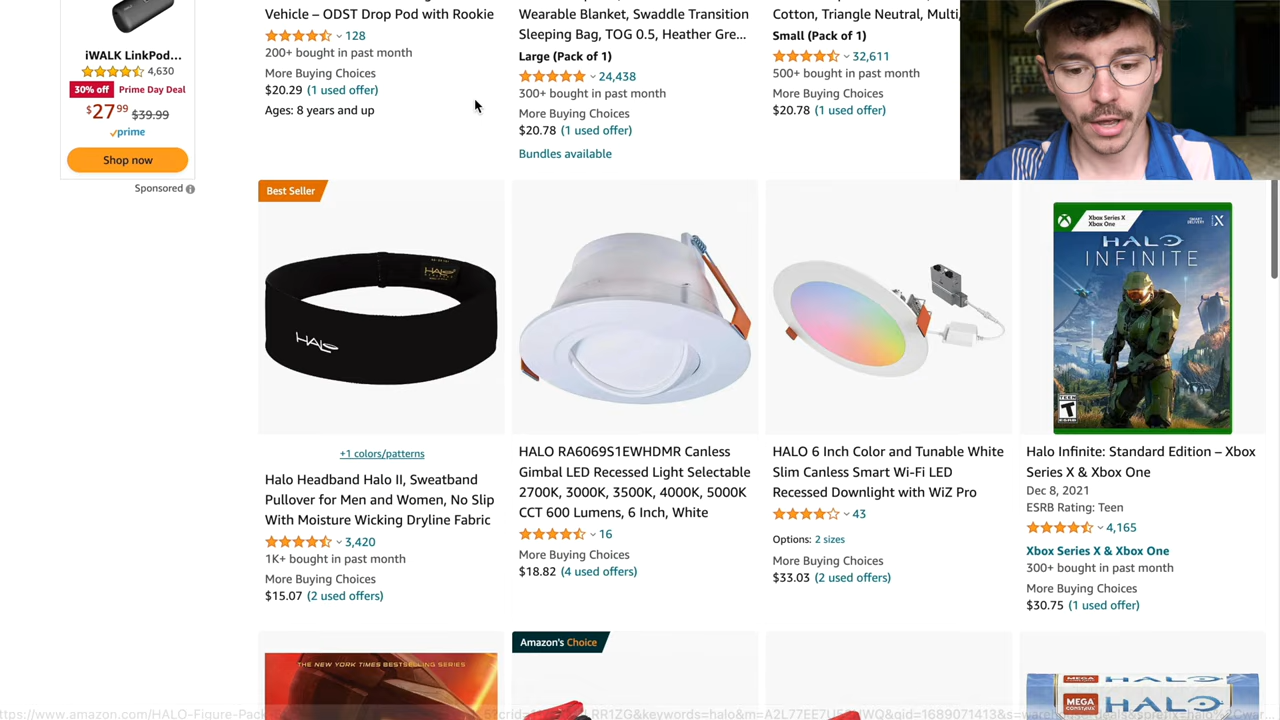 iWALK LinkPod...
4,630
30% off Prime Day Deal
$27.99 $39.99
prime
Shop now
Sponsored
Vehicle – ODST Drop Pod with Rookie
128
200+ bought in past month
More Buying Choices
$20.29 (1 used offer)
Ages: 8 years and up
Wearable Blanket, Swaddle Transition
Sleeping Bag, TOG 0.5, Heather Gre...
Large (Pack of 1)
24,438
300+ bought in past month
More Buying Choices
$20.78 (1 used offer)
Bundles available
Cotton, Triangle Neutral, Multi,
Small (Pack of 1)
32,611
500+ bought in past month
More Buying Choices
$20.78 (1 used offer)
Best Seller
HALO
HALO
+1 colors/patterns
Halo Headband Halo II, Sweatband
Pullover for Men and Women, No Slip
With Moisture Wicking Dryline Fabric
3,420
1K+ bought in past month
More Buying Choices
$15.07 (2 used offers)
HALO RA6069S1EWHDMR Canless
Gimbal LED Recessed Light Selectable
2700K, 3000K, 3500K, 4000K, 5000K
CCT 600 Lumens, 6 Inch, White
16
More Buying Choices
$18.82 (4 used offers)
HALO 6 Inch Color and Tunable White
Slim Canless Smart Wi-Fi LED
Recessed Downlight with WiZ Pro
43
Options: 2 sizes
More Buying Choices
$33.03 (2 used offers)
Xbox Series X
Xbox One
SMART
DELIVERY
HALO
INFINITE
TEEN
T
ESRB
Halo Infinite: Standard Edition – Xbox
Series X & Xbox One
Dec 8, 2021
ESRB Rating: Teen
4,165
Xbox Series X & Xbox One
300+ bought in past month
More Buying Choices
$30.75 (1 used offer)
THE NEW YORK TIMES BESTSELLING SERIES
Amazon's Choice
HALO
MEGA
HALO
MEGA
CONSTRUX